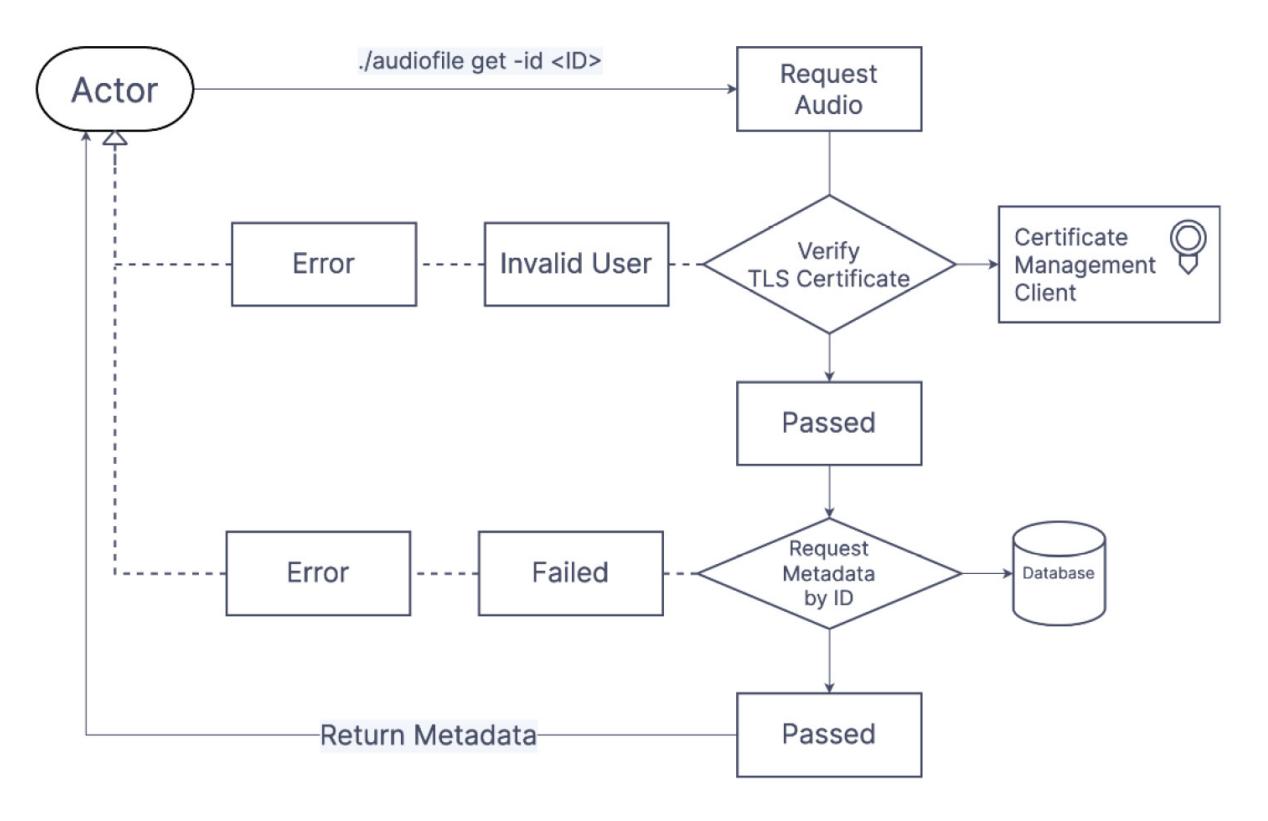 ./audiofile get -id <ID>
Actor
Request
Audio
Error
Invalid User
Verify
TLS Certificate
Certificate
Management
Client
Passed
Error
Failed
Request
Metadata
by ID
Database
Return Metadata
Passed